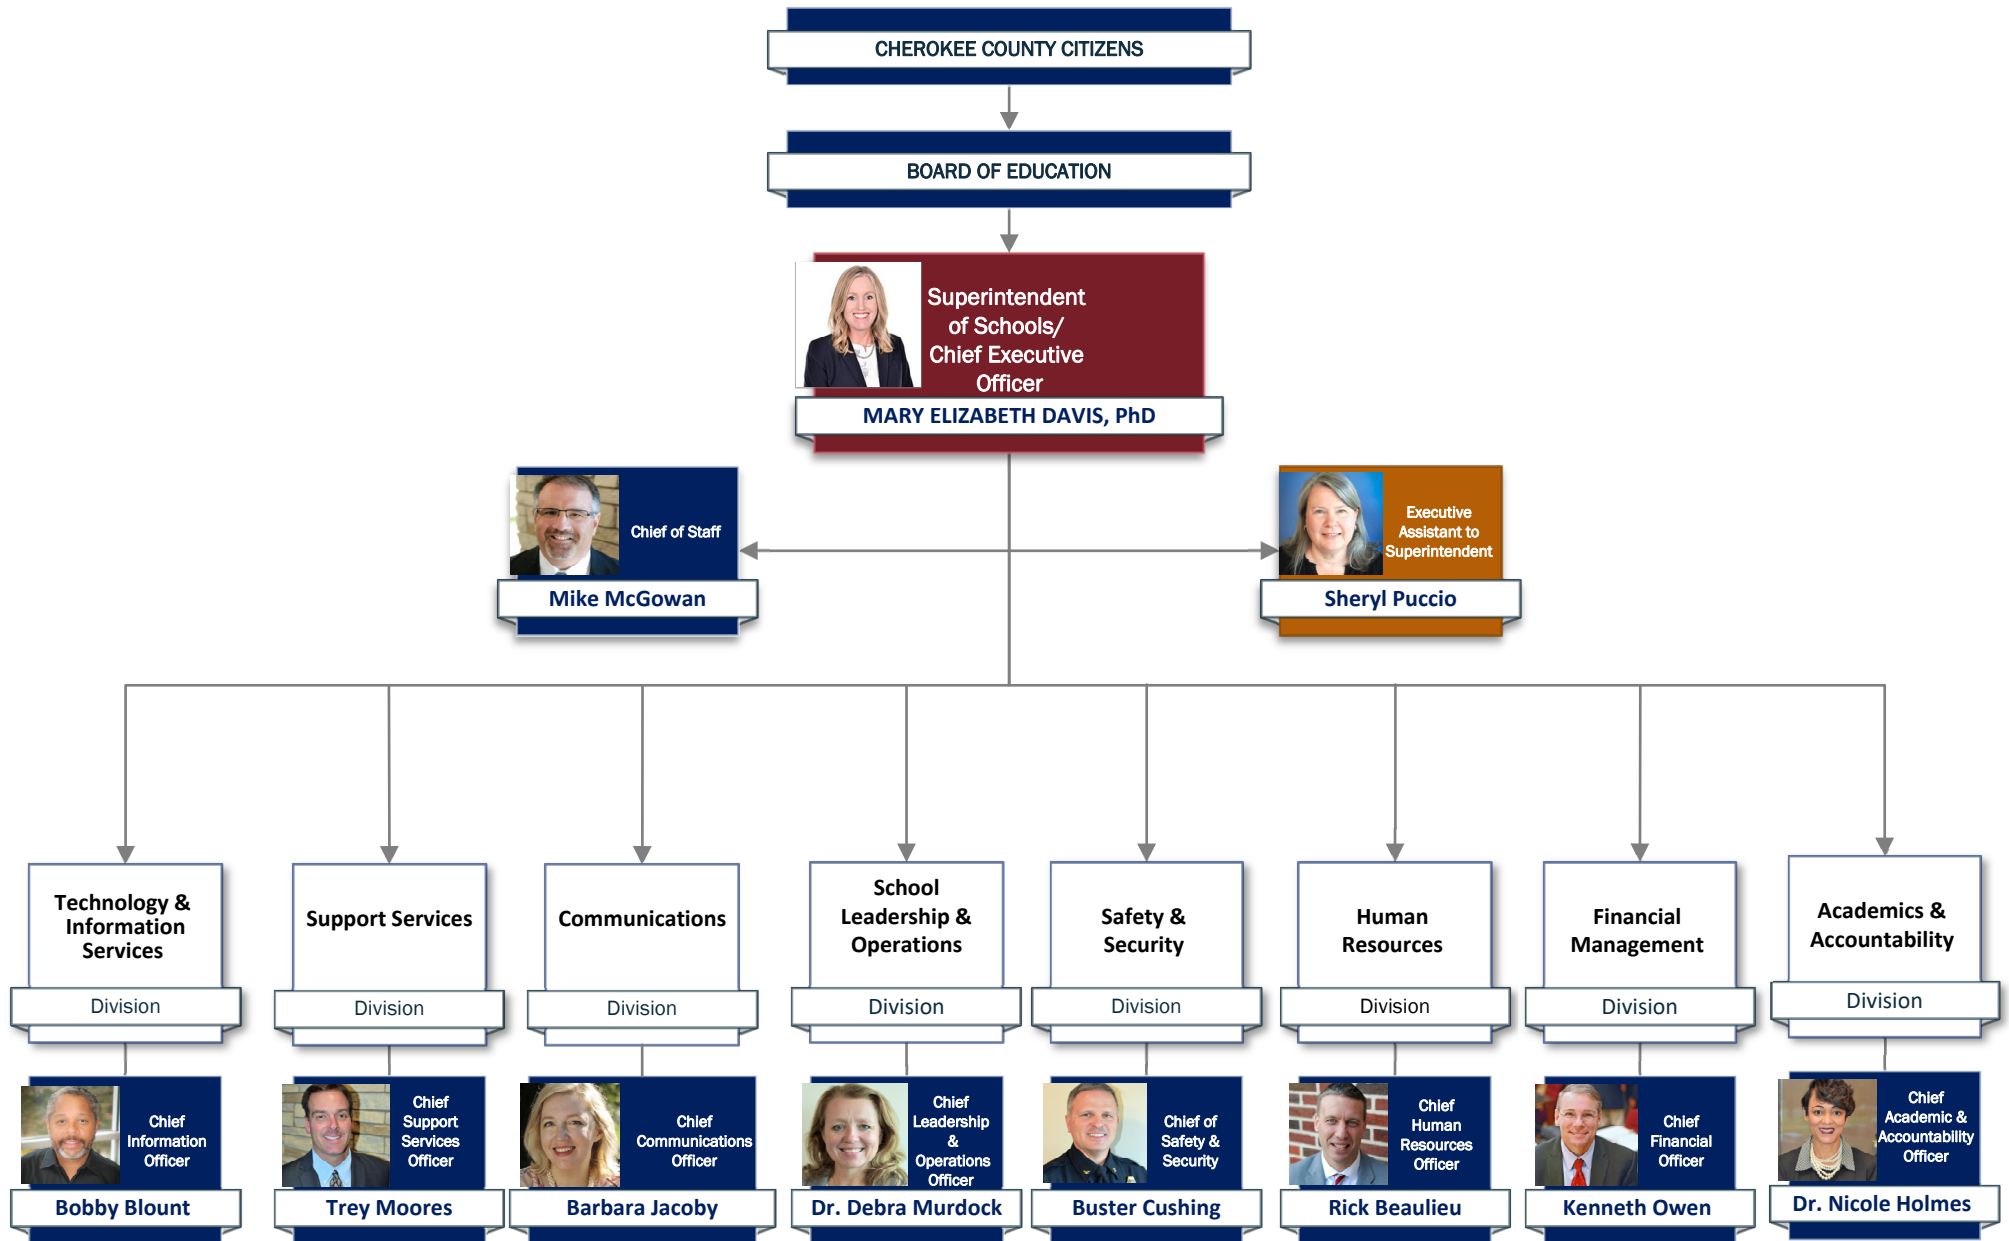 CHEROKEE COUNTY CITIZENS
BOARD OF EDUCATION
Superintendent
of Schools/
Chief Executive
Officer
MARY ELIZABETH DAVIS, PhD
Chief of Staff
Mike McGowan
Executive
Assistant to
Superintendent
Sheryl Puccio
Technology &
Information
Services
Division
Chief
Information
Officer
Bobby Blount
Support Services
Division
Chief
Support
Services
Officer
Trey Moores
Communications
Division
Chief
Communications
Officer
Barbara Jacoby
School
Leadership &
Operations
Division
Chief
Leadership
&
Operations
Officer
Dr. Debra Murdock
Safety &
Security
Division
Chief of
Safety &
Security
Buster Cushing
Human
Resources
Division
Chief
Human
Resources
Officer
Rick Beaulieu
Financial
Management
Division
Chief
Financial
Officer
Kenneth Owen
Academics &
Accountability
Division
Chief
Academic &
Accountability
Officer
Dr. Nicole Holmes